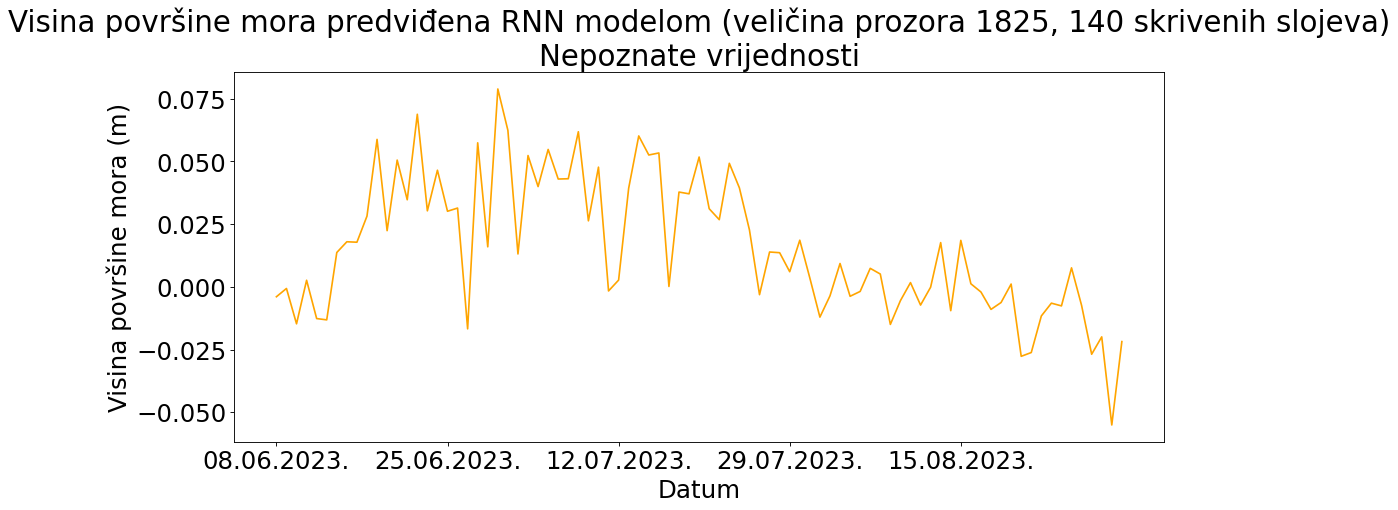 Visina površine mora predviđena RNN modelom (veličina prozora 1825, 140 skrivenih slojeva)
Nepoznate vrijednosti
Visina površine mora (m)
0.075
0.050
0.025
0.000
−0.025
−0.050
08.06.2023. 25.06.2023. 12.07.2023. 29.07.2023. 15.08.2023.
Datum